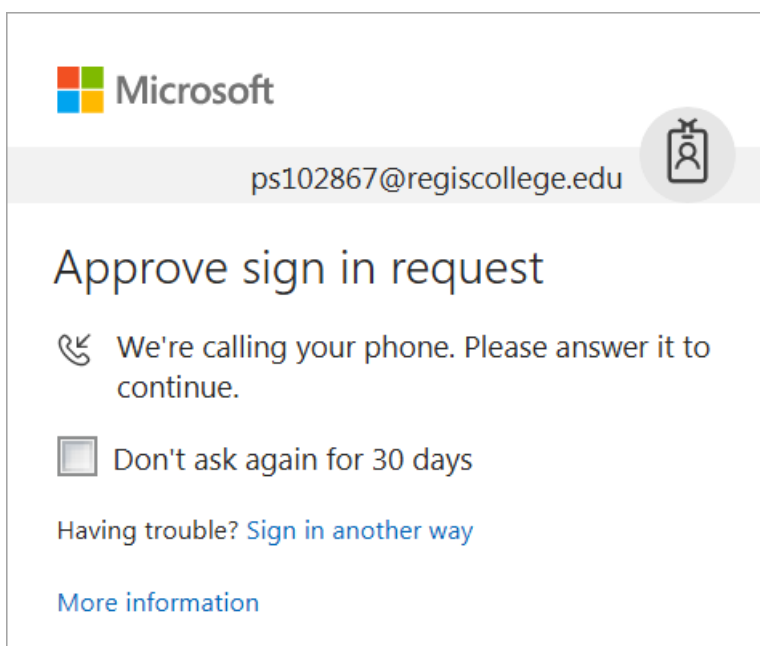 Microsoft
ps102867@regiscollege.edu
Approve sign in request
We're calling your phone. Please answer it to
continue.
Don't ask again for 30 days
Having trouble? Sign in another way
More information